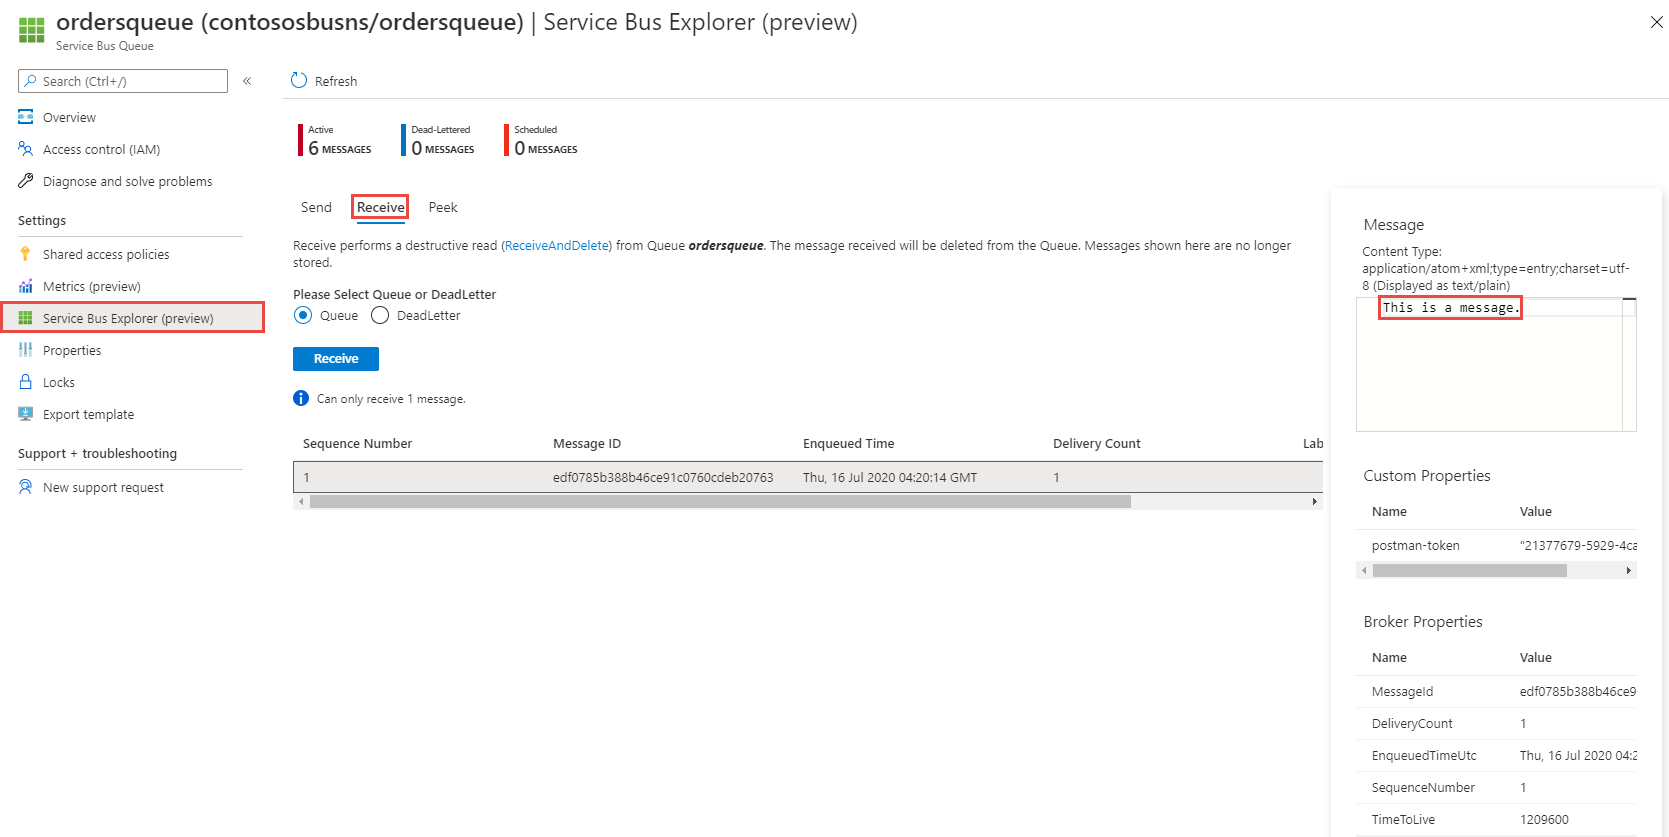 ordersqueue (contososbusns/ordersqueue) | Service Bus Explorer (preview)
Service Bus Queue
Search (Ctrl+/)
«
Overview
Access control (IAM)
Diagnose and solve problems
Settings
Shared access policies
Metrics (preview)
Service Bus Explorer (preview)
Properties
Locks
Export template
Support + troubleshooting
New support request
Refresh
Active
6 MESSAGES
Dead-Lettered
0 MESSAGES
Scheduled
0 MESSAGES
Send Receive Peek
Receive performs a destructive read (ReceiveAndDelete) from Queue ordersqueue. The message received will be deleted from the Queue. Messages shown here are no longer
stored.
Please Select Queue or DeadLetter
Queue DeadLetter
Receive
Can only receive 1 message.
Sequence Number Message ID Enqueued Time Delivery Count Lab
1 edf0785b388b46ce91c0760cdeb20763 Thu, 16 Jul 2020 04:20:14 GMT 1
Message
Content Type:
application/atom+xml;type=entry;charset=utf-
8 (Displayed as text/plain)
This is a message.
Custom Properties
Name Value
postman-token "21377679-5929-4ca
Broker Properties
Name Value
MessageId edf0785b388b46ce9
DeliveryCount 1
EnqueuedTimeUtc Thu, 16 Jul 2020 04:2
SequenceNumber 1
TimeToLive 1209600